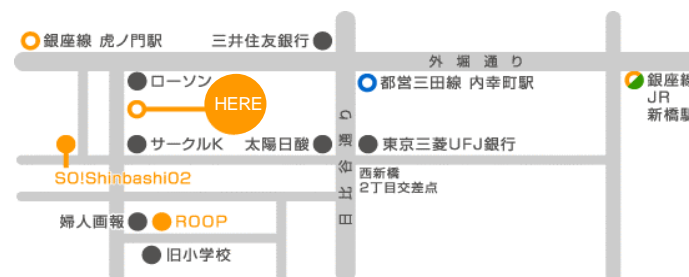 銀座線 虎ノ門駅
三井住友銀行
外堀通り
ローソン
HERE
都営三田線 内幸町駅
銀座線
JR
新橋駅
サークルK
太陽日酸
日比谷通り
東京三菱UFJ銀行
SO!Shinbashi02
西新橋
2丁目交差点
婦人画報
ROOP
旧小学校